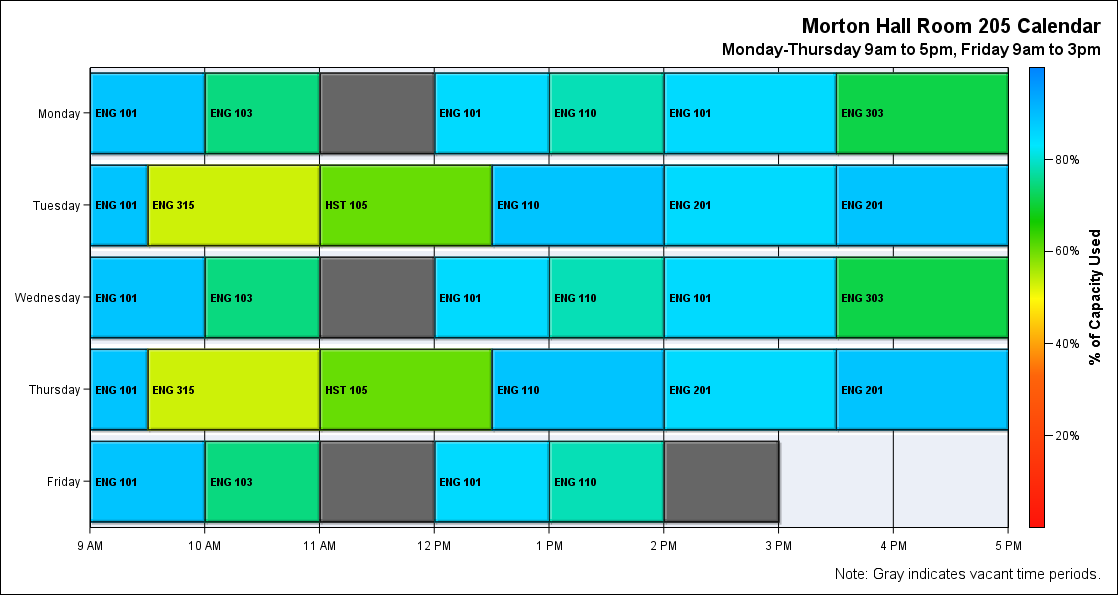 Morton Hall Room 205 Calendar
Monday-Thursday 9am to 5pm, Friday 9am to 3pm
Monday
ENG 101
ENG 103
ENG 101
ENG 110
ENG 101
ENG 303
Tuesday
ENG 101
ENG 315
HST 105
ENG 110
ENG 201
ENG 201
Wednesday
ENG 101
ENG 103
ENG 101
ENG 110
ENG 101
ENG 303
Thursday
ENG 101
ENG 315
HST 105
ENG 110
ENG 201
ENG 201
Friday
ENG 101
ENG 103
ENG 101
ENG 110
9 AM
10 AM
11 AM
12 PM
1 PM
2 PM
3 PM
4 PM
5 PM
80%
60%
40%
20%
% of Capacity Used
Note: Gray indicates vacant time periods.